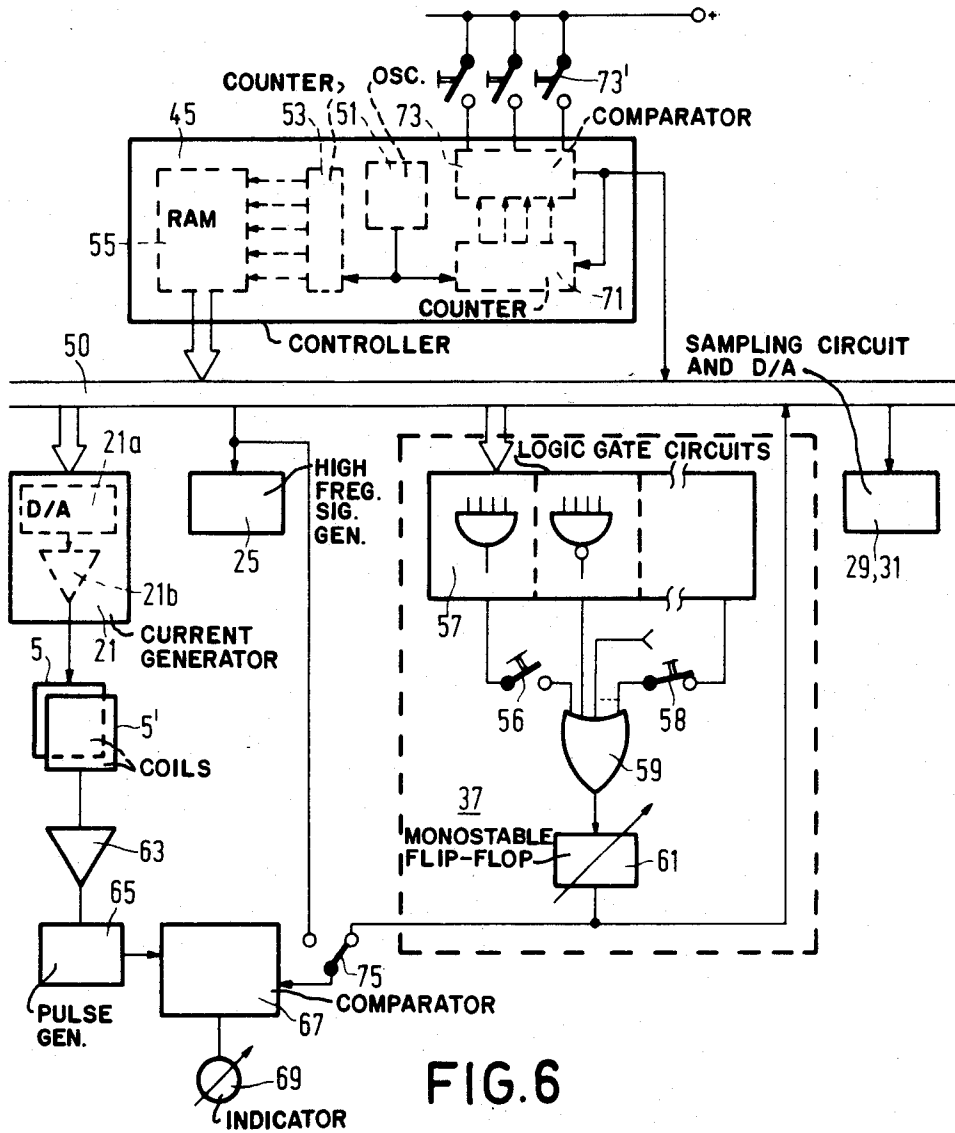 +
COUNTER OSC. 73'
45 53 51 73 COMPARATOR
RAM
55
COUNTER 71
CONTROLLER
50
SAMPLING CIRCUIT
AND D/A
21a
D/A
21b
21 CURRENT
GENERATOR
HIGH
FREG.
SIG.
GEN.
25
LOGIC GATE CIRCUITS
57
29,31
5
5'
COILS
56 58
59
37
MONOSTABLE
FLIP-FLOP
61
63
65
PULSE
GEN.
75
COMPARATOR
67
69
INDICATOR
FIG.6